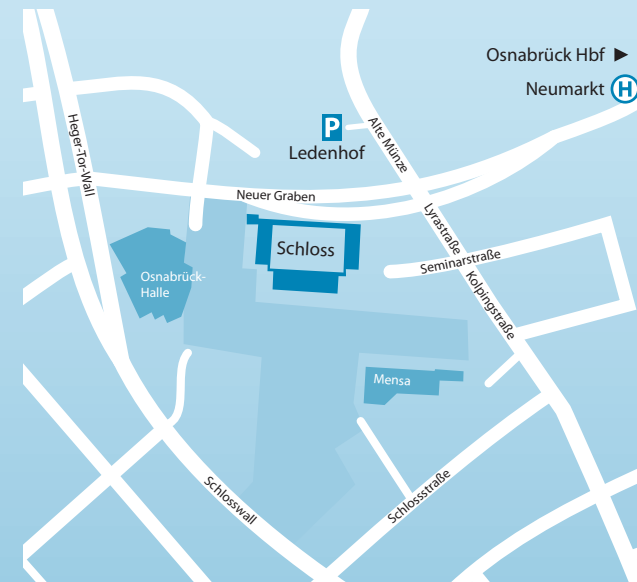 Osnabrück Hbf ►
Neumarkt H
P
Ledenhof
Alte Münze
Heger-Tor-Wall
Neuer Graben
Lyrastraße
Schloss
Seminarstraße
Osnabrück-
Halle
Kolpingstraße
Mensa
Schlosswall
Schlossstraße